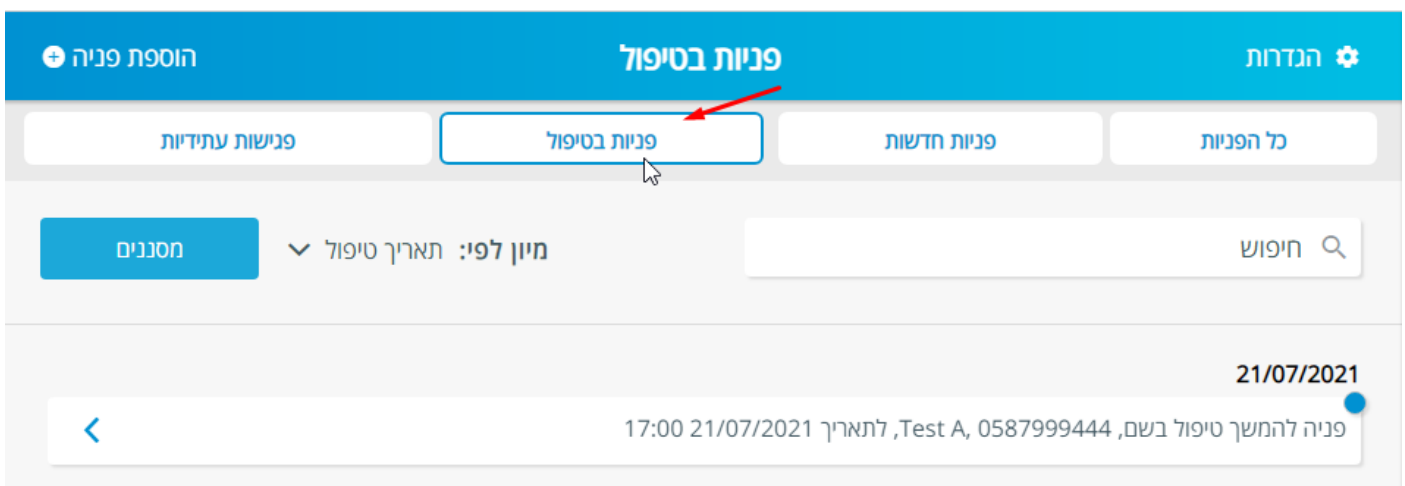 הגדרות
פניות בטיפול
הוספת פניה
כל הפניות
פניות חדשות
פניות בטיפול
פגישות עתידיות
חיפוש
מיון לפי: תאריך טיפול
מסננים
21/07/2021
פניה להמשך טיפול בשם, Test A, 0587999444, לתאריך 21/07/2021 17:00